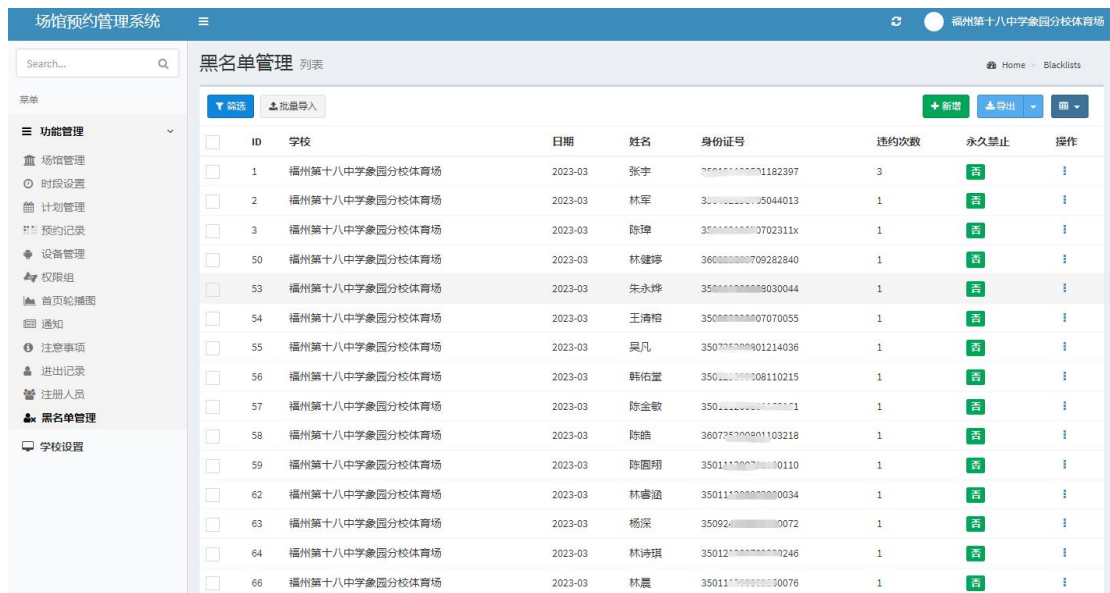 场馆预约管理系统
福州第十八中学象园分校体育场
Search...
黑名单管理 列表
Home > Blacklists
菜单
筛选 批量导入 新增 导出
功能管理
场馆管理
时段设置
计划管理
预约记录
设备管理
权限组
首页轮播图
通知
注意事项
进出记录
注册人员
黑名单管理
学校设置
ID 学校 日期 姓名 身份证号 违约次数 永久禁止 操作
1 福州第十八中学象园分校体育场 2023-03 张宇 3 否
2 福州第十八中学象园分校体育场 2023-03 林军 1 否
3 福州第十八中学象园分校体育场 2023-03 陈璋 1 否
50 福州第十八中学象园分校体育场 2023-03 林健婷 1 否
53 福州第十八中学象园分校体育场 2023-03 朱永烨 1 否
54 福州第十八中学象园分校体育场 2023-03 王清榕 1 否
55 福州第十八中学象园分校体育场 2023-03 吴凡 1 否
56 福州第十八中学象园分校体育场 2023-03 韩佑堂 1 否
57 福州第十八中学象园分校体育场 2023-03 陈金敏 1 否
58 福州第十八中学象园分校体育场 2023-03 陈皓 1 否
59 福州第十八中学象园分校体育场 2023-03 陈圆翔 1 否
62 福州第十八中学象园分校体育场 2023-03 林睿涵 1 否
63 福州第十八中学象园分校体育场 2023-03 杨深 1 否
64 福州第十八中学象园分校体育场 2023-03 林诗琪 1 否
66 福州第十八中学象园分校体育场 2023-03 林晨 1 否